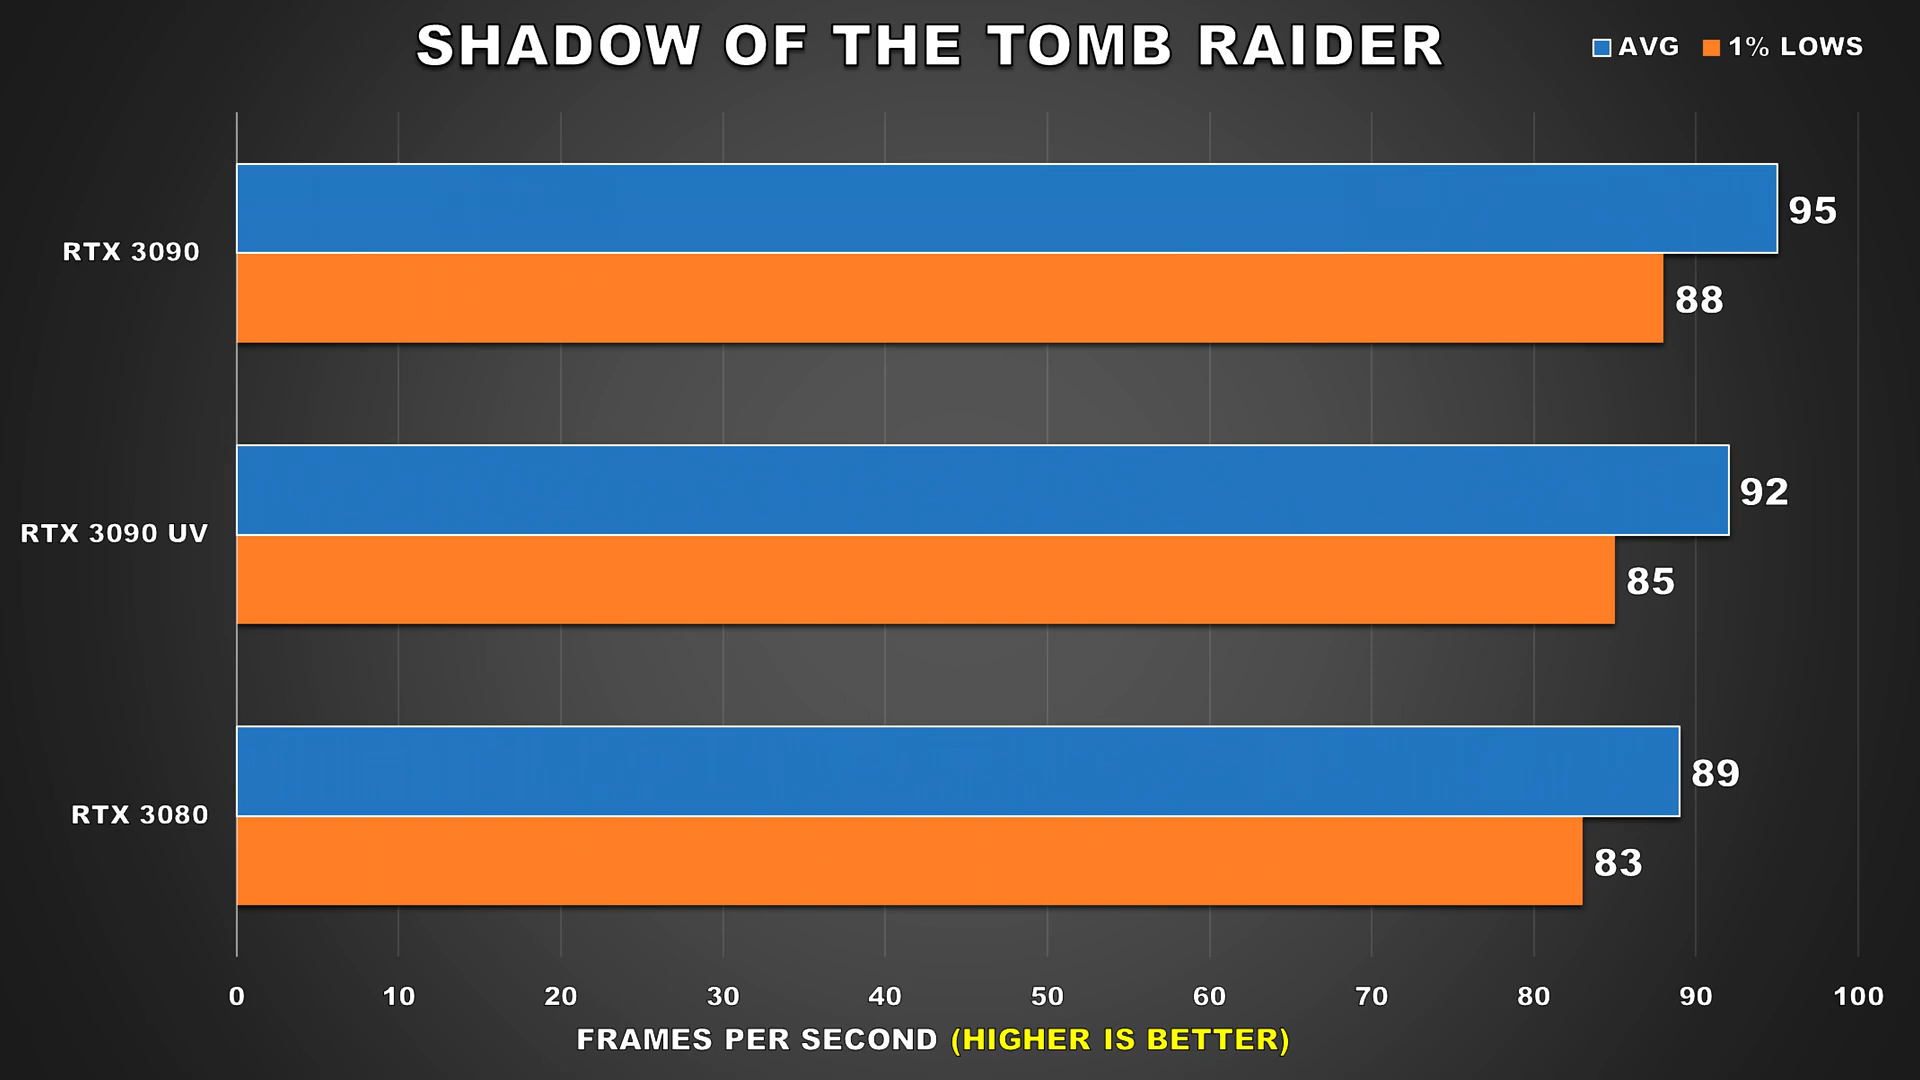 SHADOW OF THE TOMB RAIDER
AVG 1% LOWS
RTX 3090
95
88
RTX 3090 UV
92
85
RTX 3080
89
83
0 10 20 30 40 50 60 70 80 90 100
FRAMES PER SECOND (HIGHER IS BETTER)